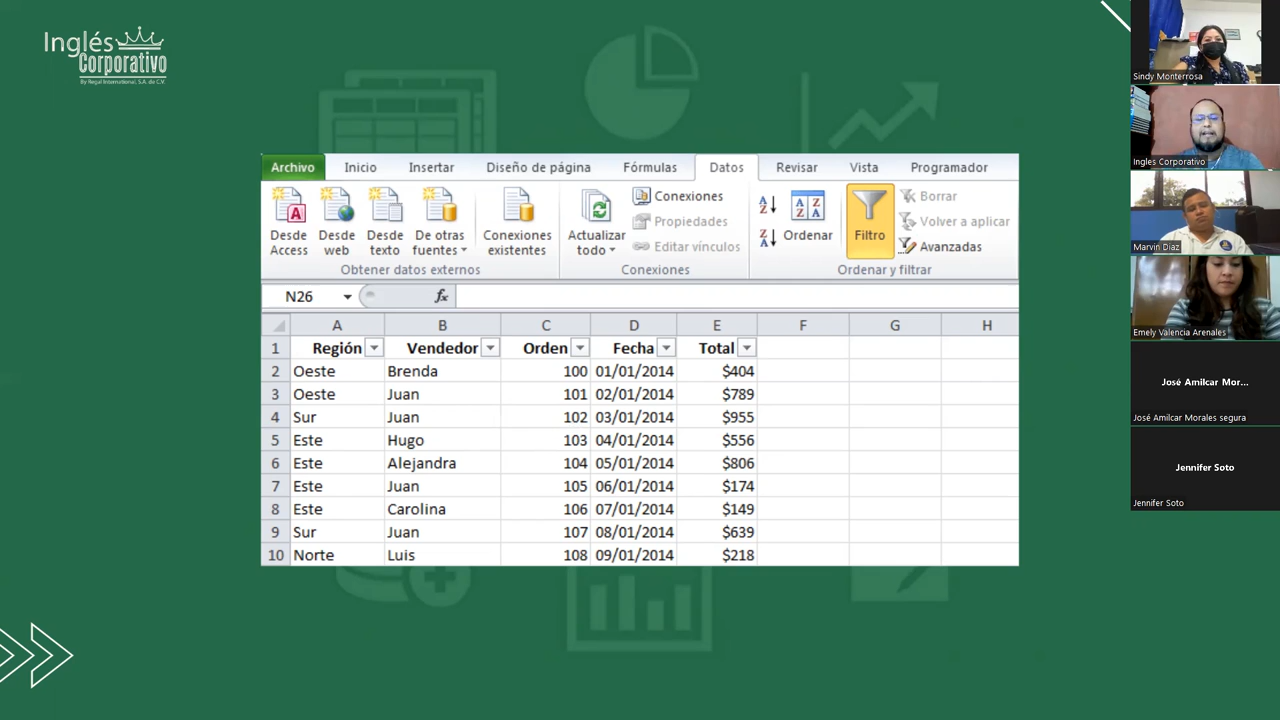 Inglés
Corporativo
By Regal International, S.A. de C.V.
Archivo Inicio Insertar Diseño de página Fórmulas Datos Revisar Vista Programador
Desde Access
Desde web
Desde texto
De otras fuentes
Conexiones existentes
Obtener datos externos
Actualizar todo
Conexiones
Propiedades
Editar vínculos
Conexiones
Ordenar
Filtro
Borrar
Volver a aplicar
Avanzadas
Ordenar y filtrar
N26 fx
A B C D E F G H
1 Región Vendedor Orden Fecha Total
2 Oeste Brenda 100 01/01/2014 $404
3 Oeste Juan 101 02/01/2014 $789
4 Sur Juan 102 03/01/2014 $955
5 Este Hugo 103 04/01/2014 $556
6 Este Alejandra 104 05/01/2014 $806
7 Este Juan 105 06/01/2014 $174
8 Este Carolina 106 07/01/2014 $149
9 Sur Juan 107 08/01/2014 $639
10 Norte Luis 108 09/01/2014 $218
Sindy Monterrosa
Ingles Corporativo
Marvin Diaz
Emely Valencia Arenales
José Amilcar Mor...
José Amilcar Morales segura
Jennifer Soto
Jennifer Soto